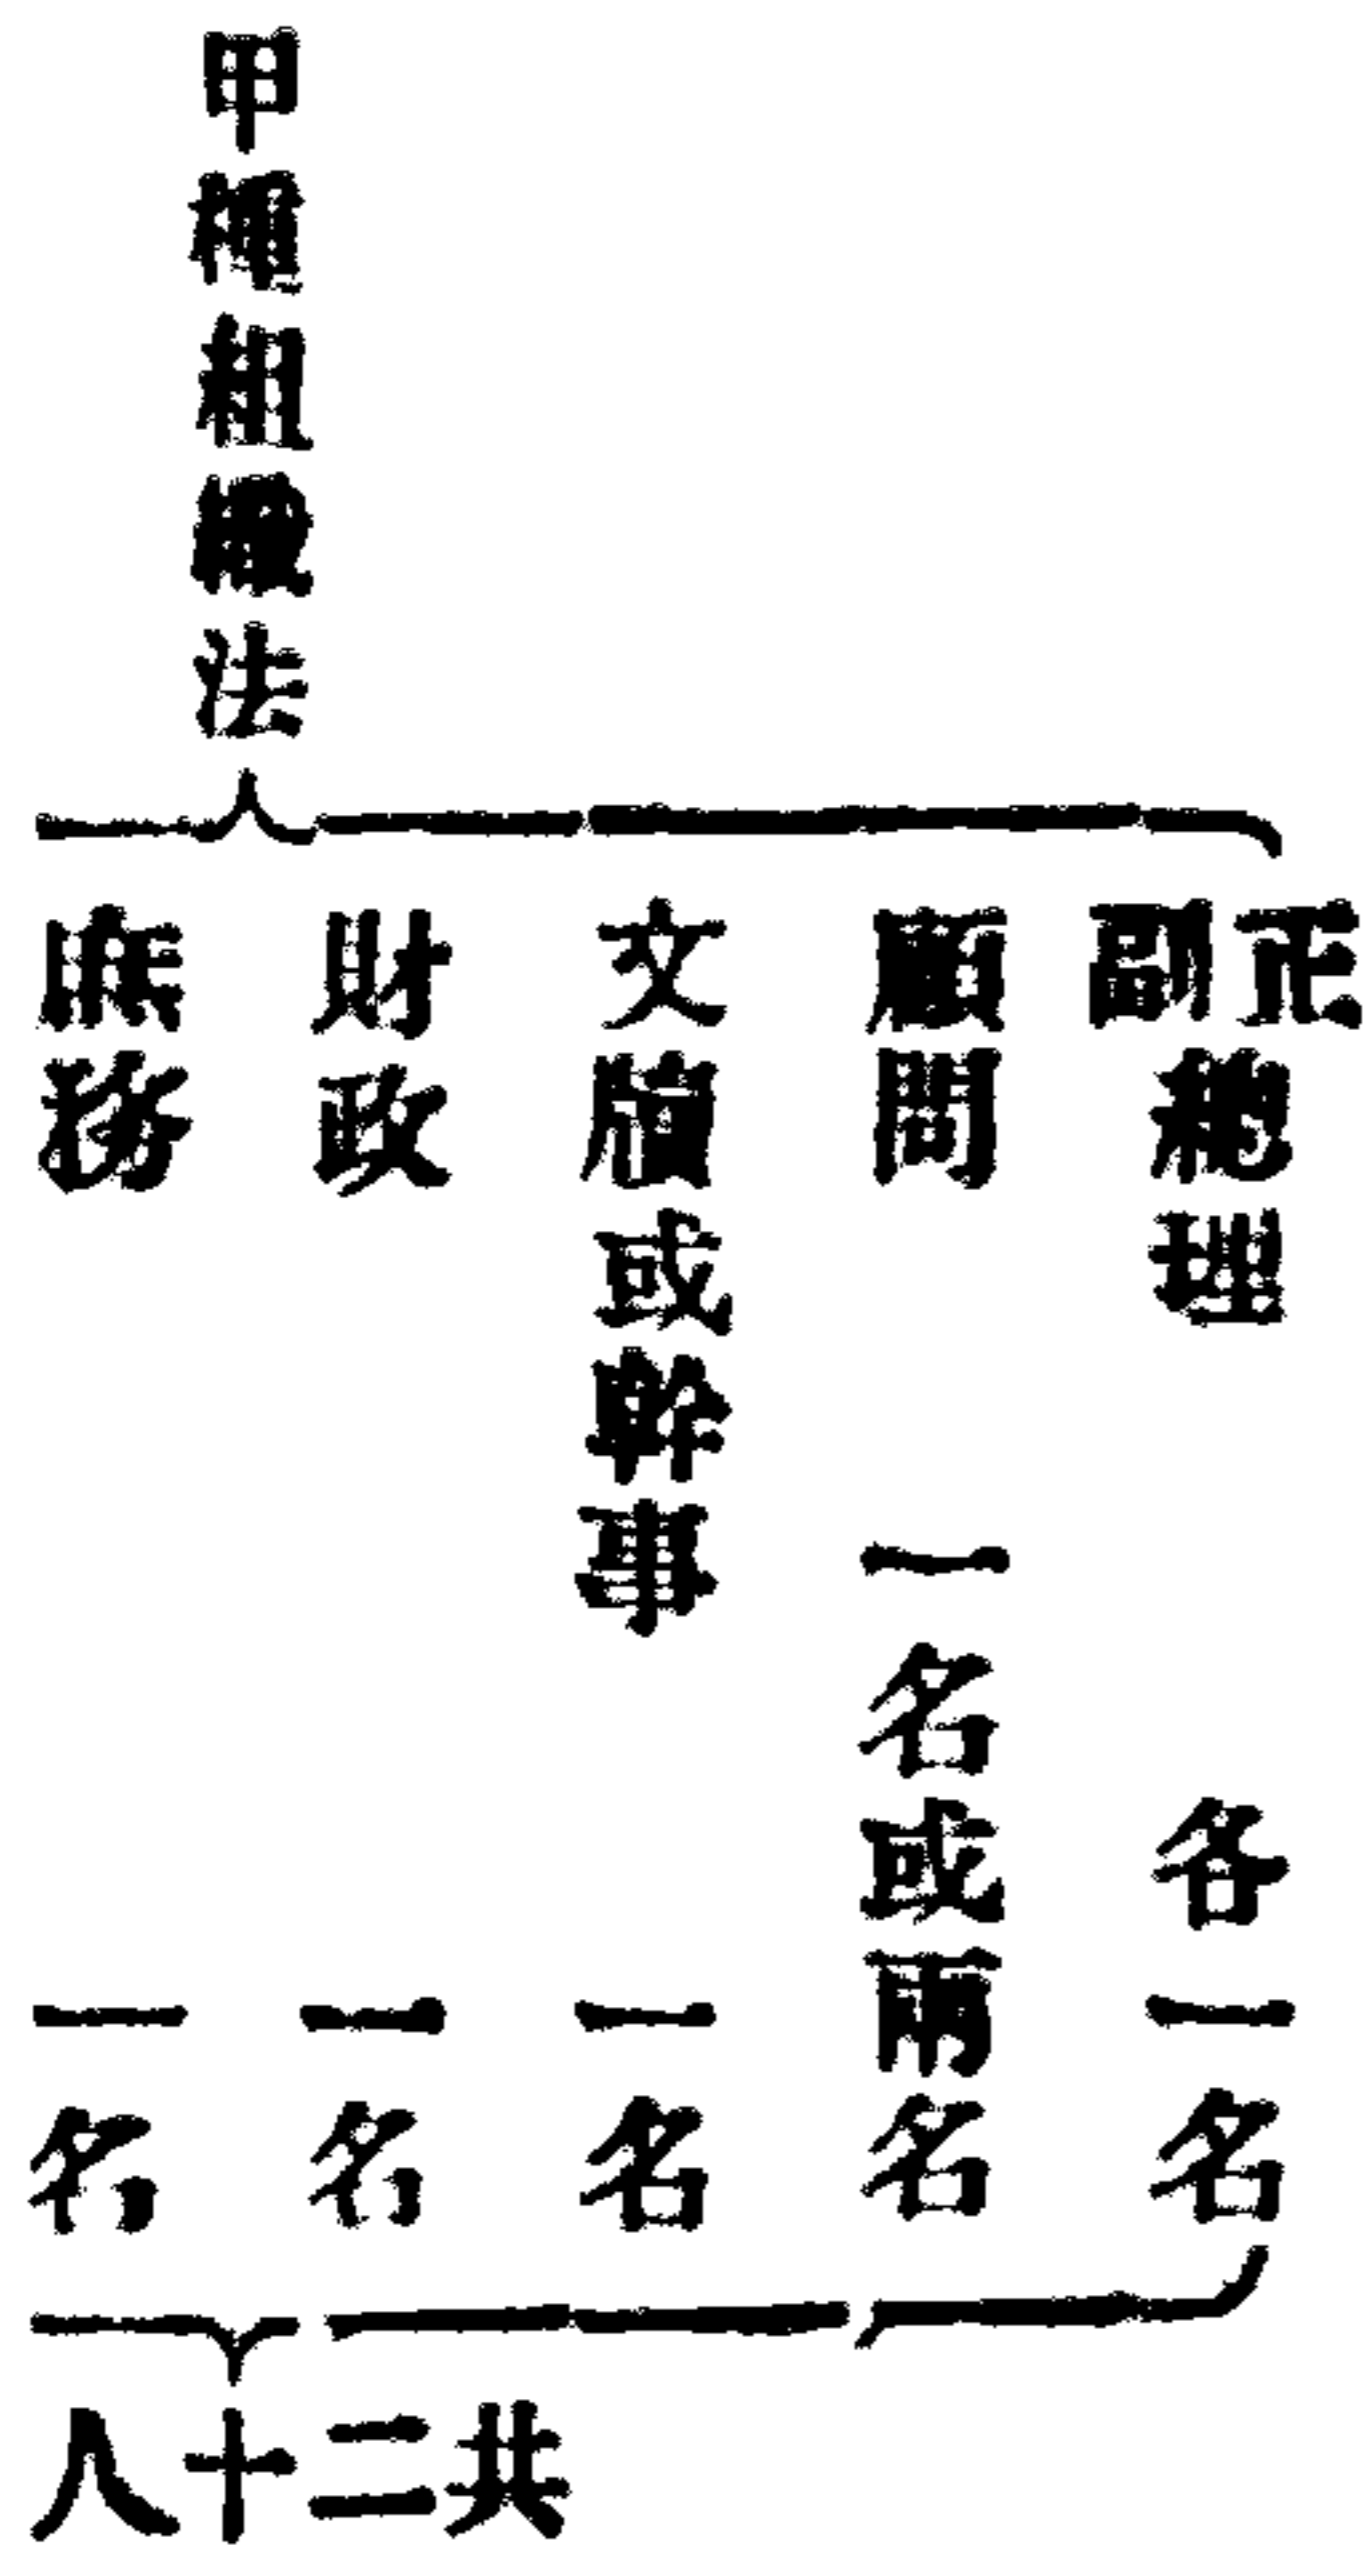 甲種組織法
正副總理 各一名
顧問 一名或兩名
文牘或幹事 一名
財政 一名
庶務 一名
共二十人